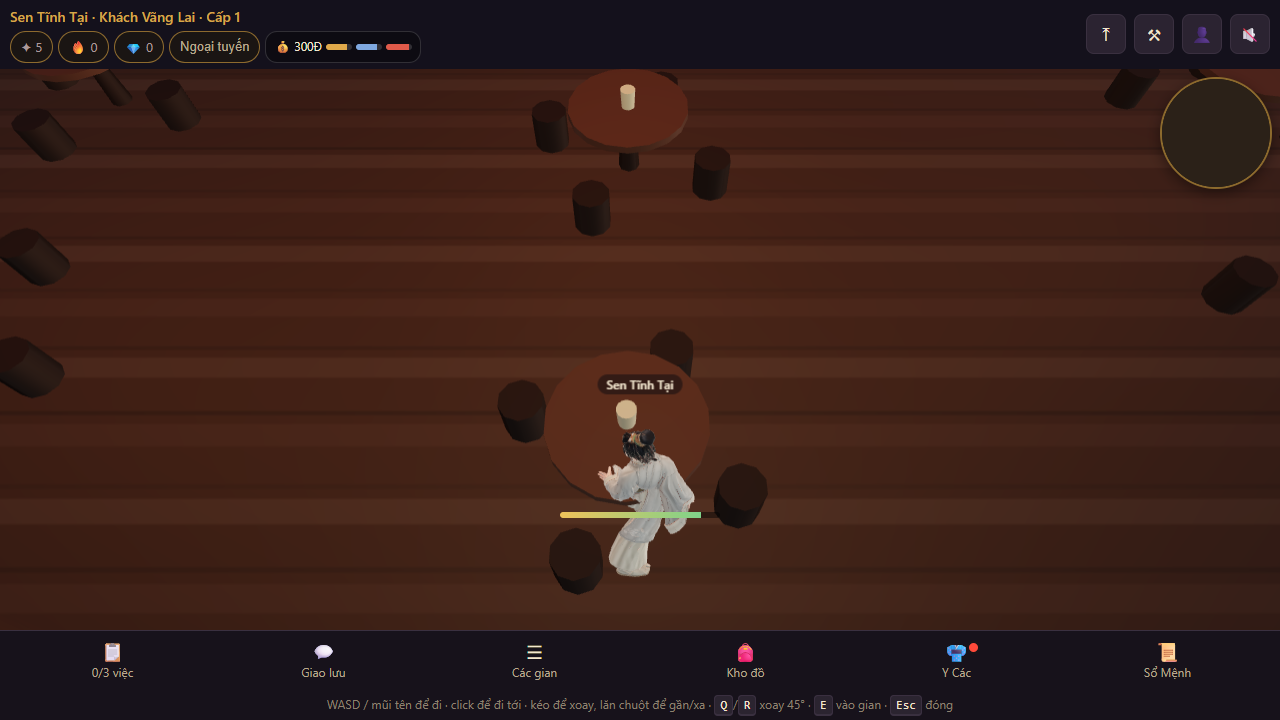 Sen Tĩnh Tại · Khách Vãng Lai · Cấp 1
5 0 0 Ngoại tuyến 300Đ
Sen Tĩnh Tại
0/3 việc Giao lưu Các gian Kho đồ Y Các Sổ Mệnh
WASD / mũi tên để đi · click để đi tới · kéo để xoay, lăn chuột để gần/xa · Q/R xoay 45° · E vào gian · Esc đóng